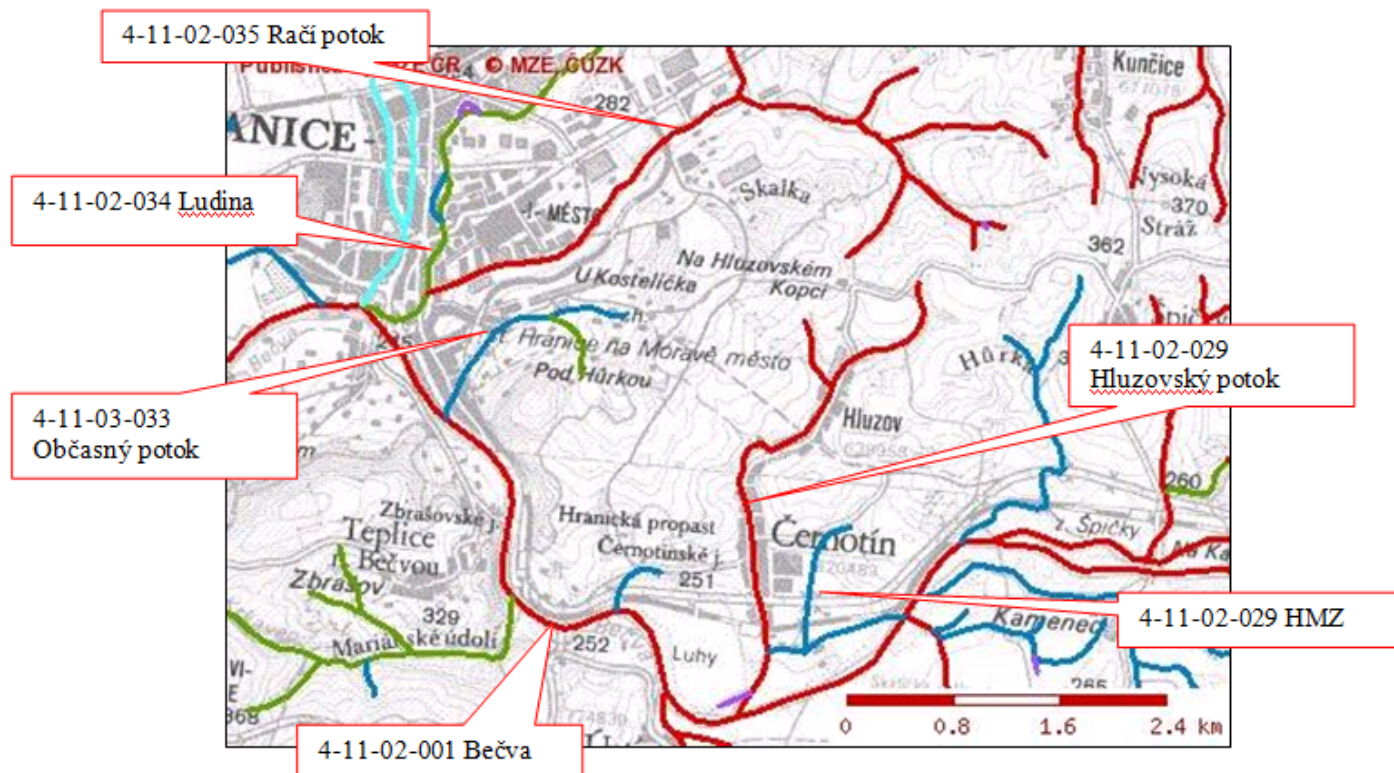 4-11-02-035 Račí potok
© MZE, ČÚZK
Kunčice
282
ANICE
4-11-02-034 Ludina
Skalka
Vysoká
370
Stráž
-I- MĚSTO
362
Na Hluzovském
Kopci
U Kostelíčka
Hranice na Moravě město
Pod Hůrkou
4-11-02-029
Hluzovský potok
Hůrka
4-11-03-033
Občasný potok
Hluzov
260
Zbrašovské j.
Hranická propast
Teplice
n. Bečvou
Černotínské j.
Černotín
z. Špičky
251
Zbrašov
329
Mariánské údolí
4-11-02-029 HMZ
Kamenec
252
Luhy
265
368
0 0.8 1.6 2.4 km
4-11-02-001 Bečva